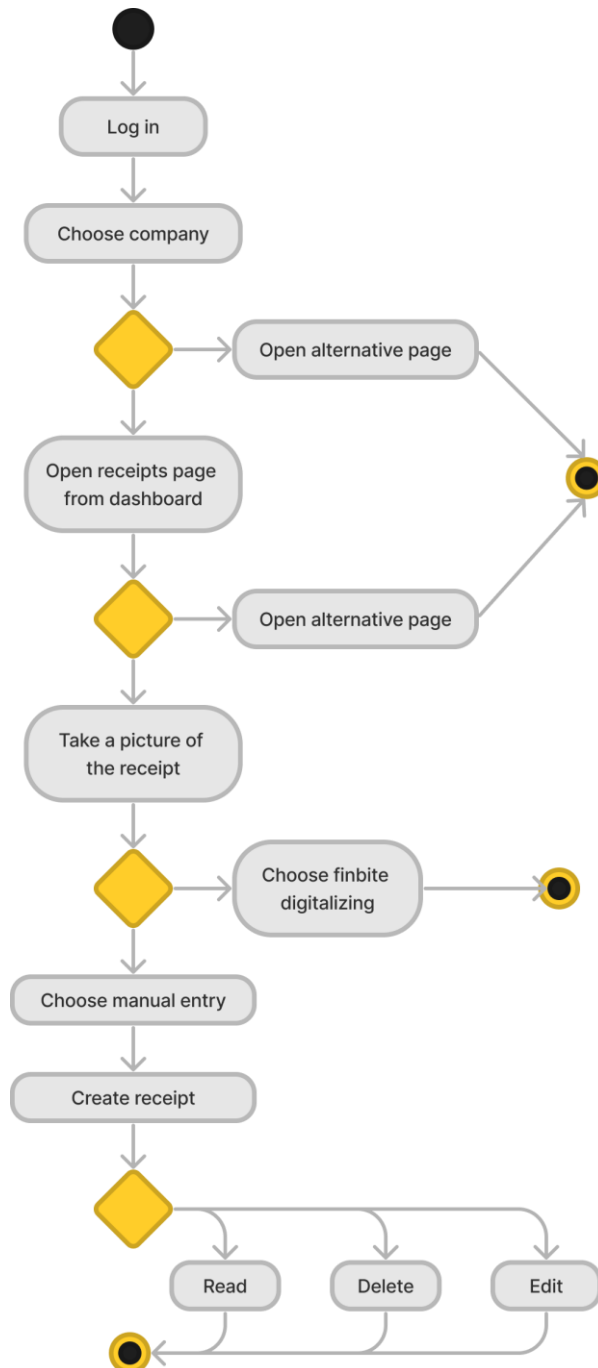 Log in
Choose company
Open alternative page
Open receipts page
from dashboard
Open alternative page
Take a picture of
the receipt
Choose finbite
digitalizing
Choose manual entry
Create receipt
Read
Delete
Edit